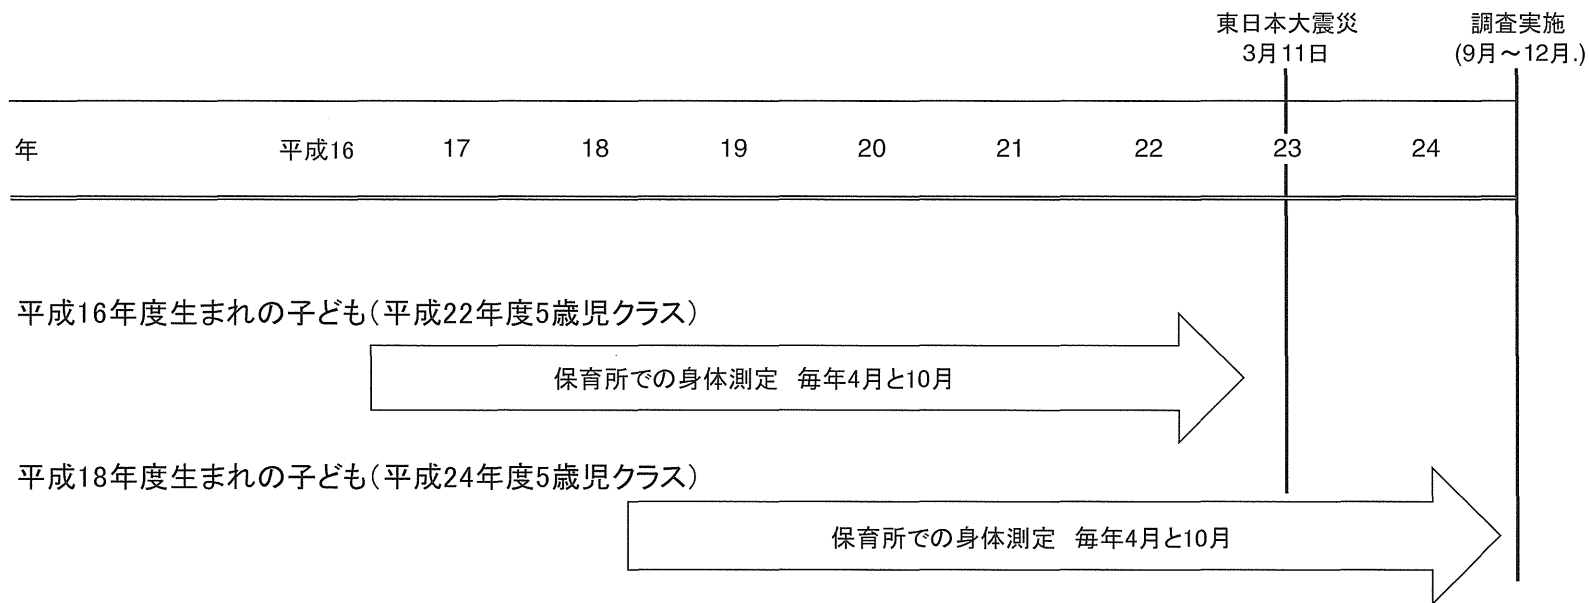 東日本大震災
3月11日
調査実施
(9月～12月.)
年 平成16 17 18 19 20 21 22 23 24
平成16年度生まれの子ども(平成22年度5歳児クラス)
保育所での身体測定 毎年4月と10月
平成18年度生まれの子ども(平成24年度5歳児クラス)
保育所での身体測定 毎年4月と10月